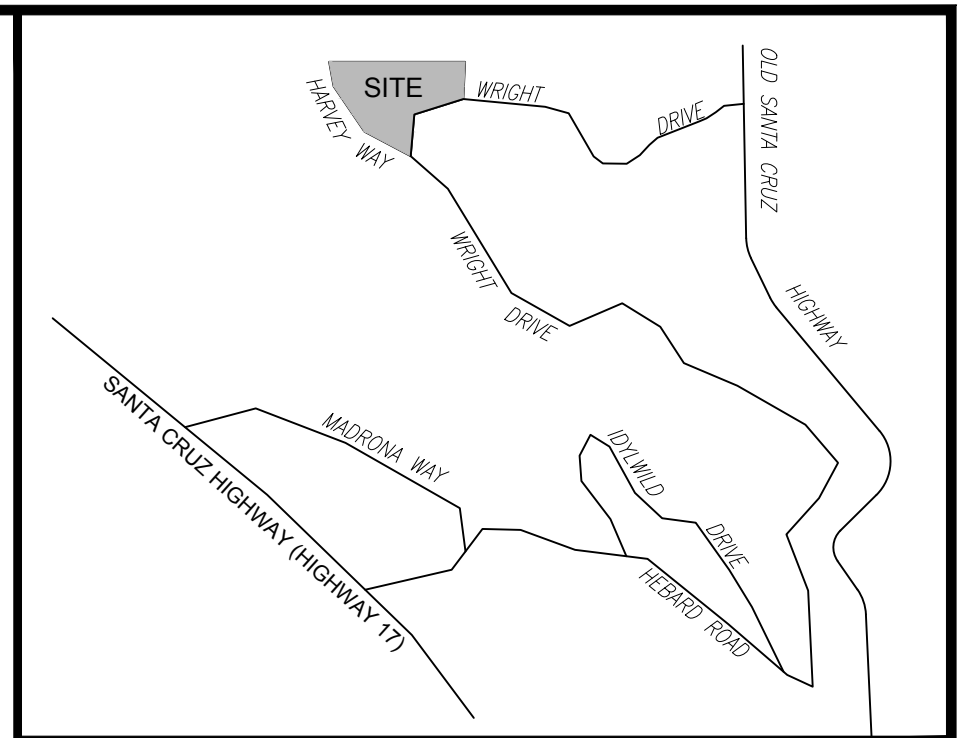 SITE
HARVEY WAY
WRIGHT
DRIVE
OLD SANTA CRUZ
HIGHWAY
WRIGHT
DRIVE
SANTA CRUZ HIGHWAY (HIGHWAY 17)
MADRONA WAY
IDYLWILD
DRIVE
HEBARD ROAD